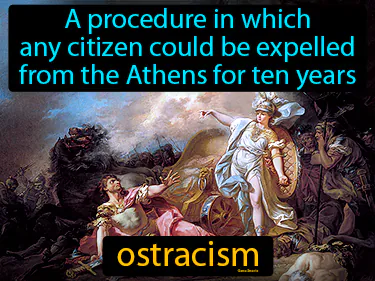 A procedure in which
any citizen could be expelled
from the Athens for ten years
ostracism